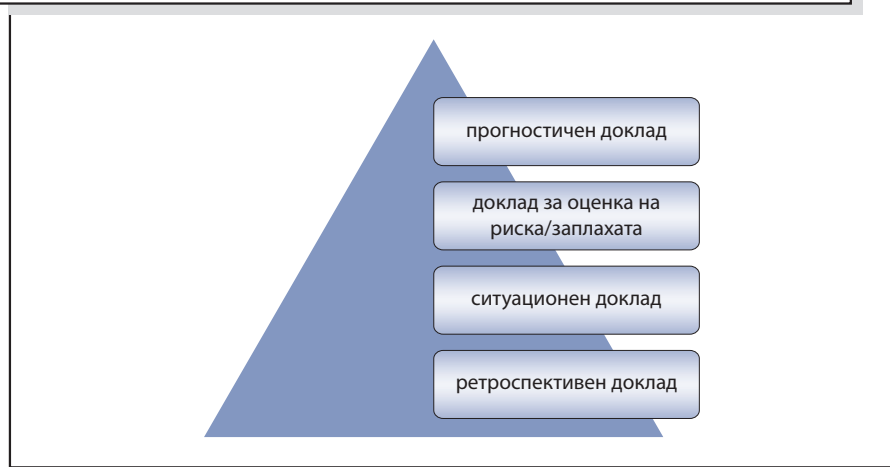 прогностичен доклад
доклад за оценка на
риска/заплахата
ситуационен доклад
ретроспективен доклад